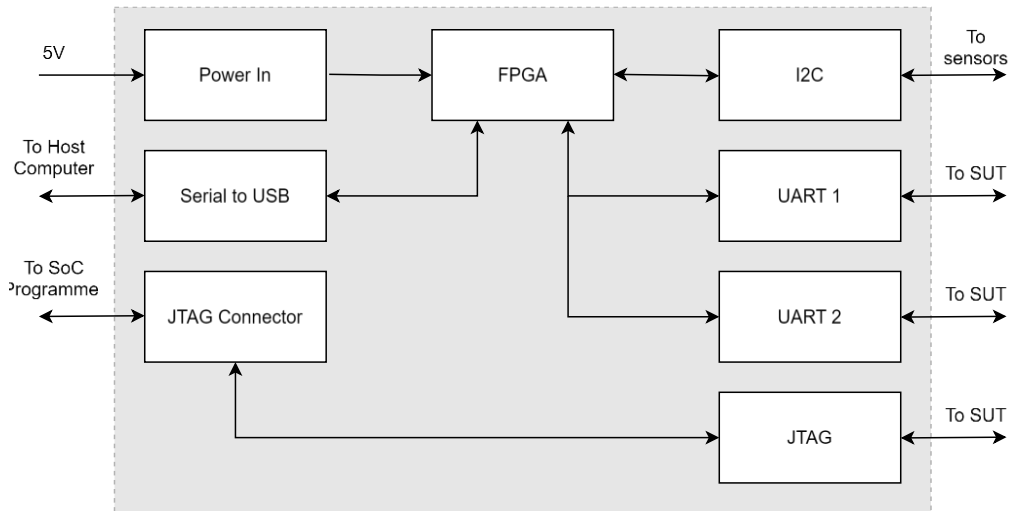 5V
Power In
FPGA
I2C
To
sensors
To Host
Computer
Serial to USB
UART 1
To SUT
To SoC
Programme
JTAG Connector
UART 2
To SUT
JTAG
To SUT